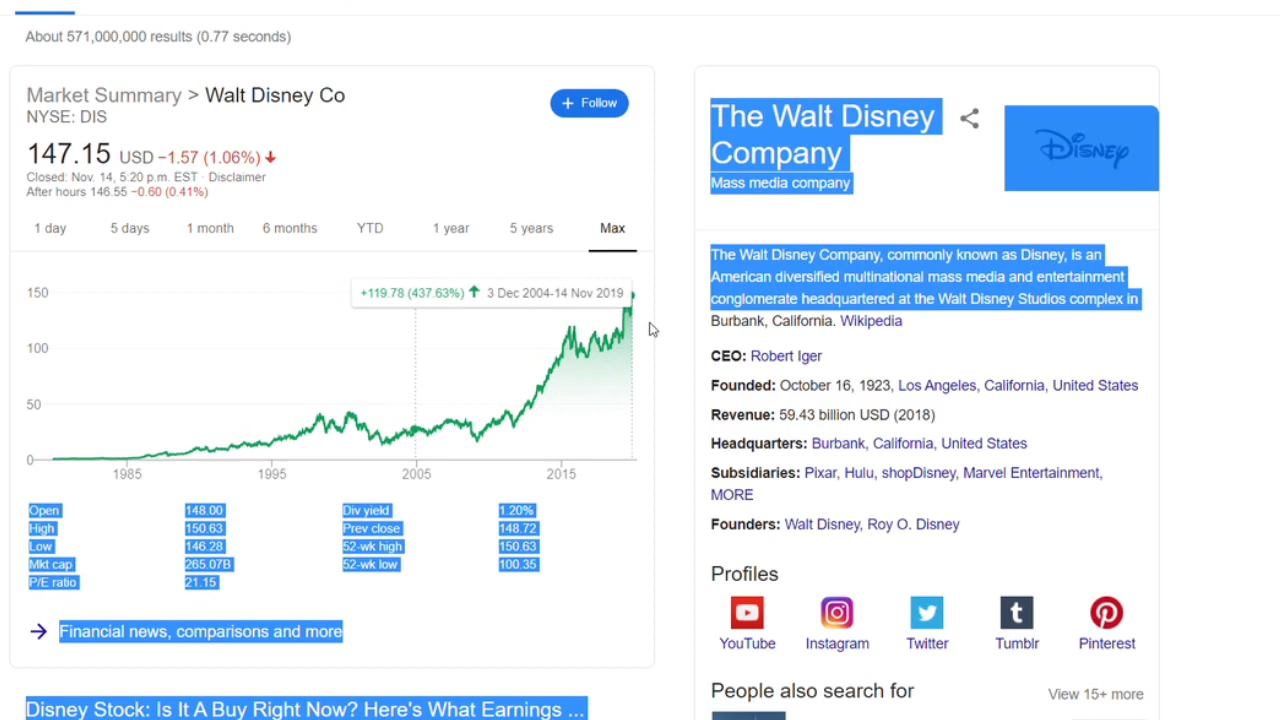 About 571,000,000 results (0.77 seconds)
Market Summary > Walt Disney Co
NYSE: DIS
+ Follow
147.15 USD −1.57 (1.06%)
Closed: Nov. 14, 5:20 p.m. EST · Disclaimer
After hours 146.55 −0.60 (0.41%)
1 day 5 days 1 month 6 months YTD 1 year 5 years Max
+119.78 (437.63%) 3 Dec 2004-14 Nov 2019
150
100
50
0
1985 1995 2005 2015
Open 148.00 Div yield 1.20%
High 150.63 Prev close 148.72
Low 146.28 52-wk high 150.63
Mkt cap 265.07B 52-wk low 100.35
P/E ratio 21.15
Financial news, comparisons and more
Disney Stock: Is It A Buy Right Now? Here's What Earnings ...
The Walt Disney
Company
Mass media company
Disney
The Walt Disney Company, commonly known as Disney, is an
American diversified multinational mass media and entertainment
conglomerate headquartered at the Walt Disney Studios complex in
Burbank, California. Wikipedia
CEO: Robert Iger
Founded: October 16, 1923, Los Angeles, California, United States
Revenue: 59.43 billion USD (2018)
Headquarters: Burbank, California, United States
Subsidiaries: Pixar, Hulu, shopDisney, Marvel Entertainment,
MORE
Founders: Walt Disney, Roy O. Disney
Profiles
YouTube Instagram Twitter Tumblr Pinterest
People also search for View 15+ more